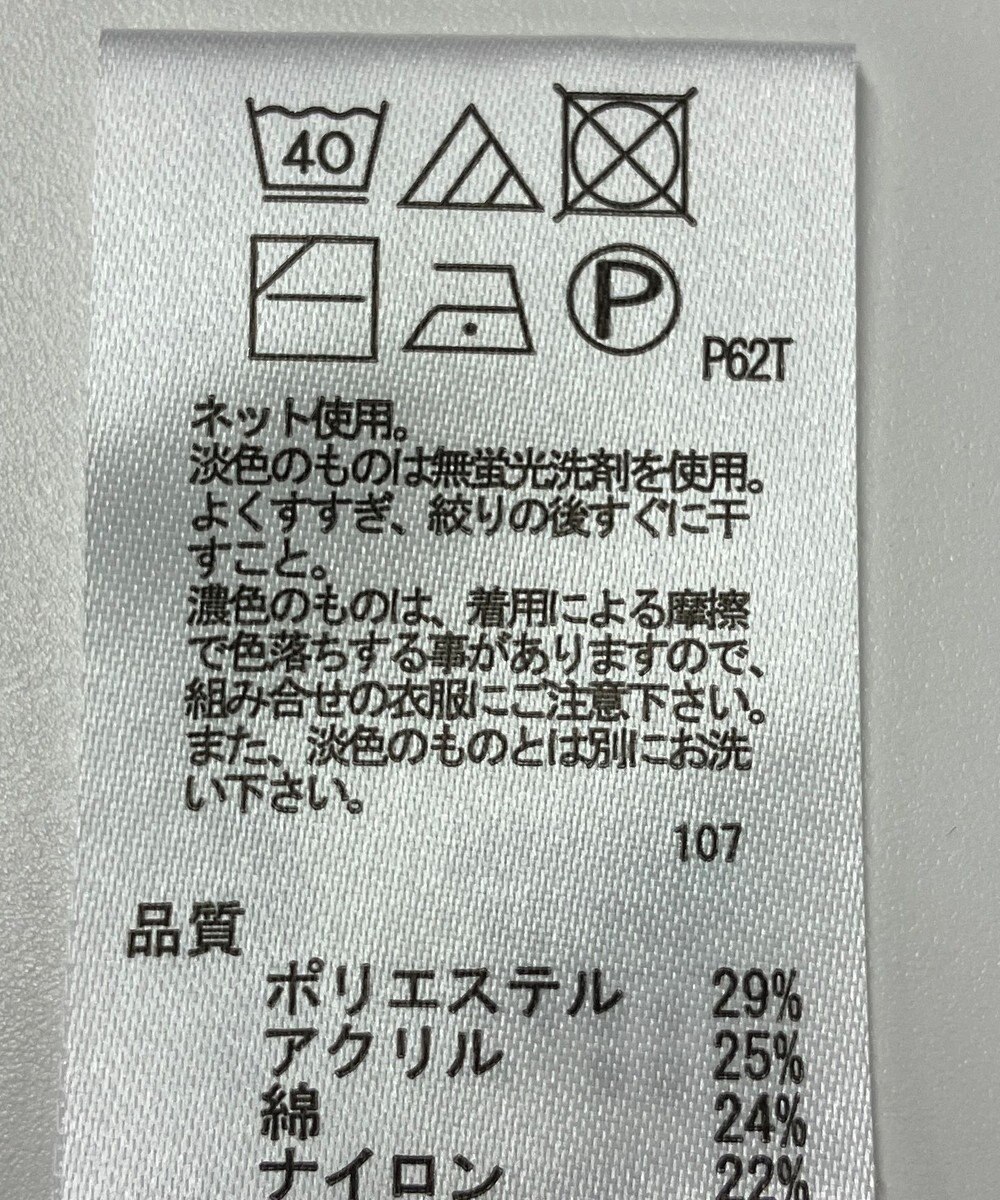 40
P
P62T
ネット使用。
淡色のものは無蛍光洗剤を使用。
よくすすぎ、絞りの後すぐに干
すこと。
濃色のものは、着用による摩擦
で色落ちする事がありますので、
組み合せの衣服にご注意下さい。
また、淡色のものとは別にお洗
い下さい。
107
品質
ポリエステル 29%
アクリル 25%
綿 24%
ナイロン 22%